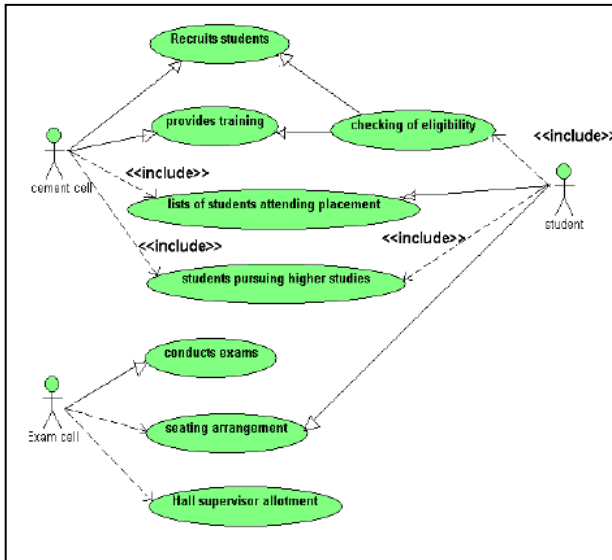 Recruits students
provides training
checking of eligibility
<<include>>
<<include>>
cement cell
lists of students attending placement
student
<<include>>
<<include>>
students pursuing higher studies
conducts exams
Exam cell
seating arrangement
Hall supervisor allotment